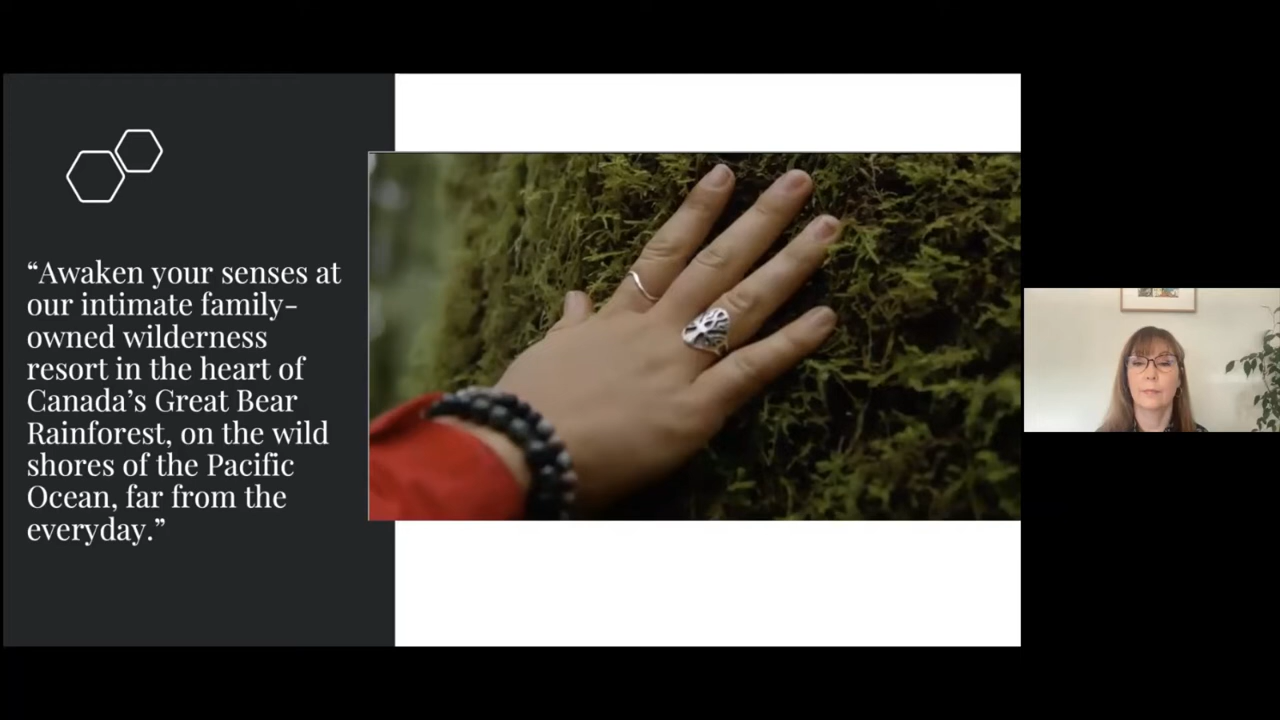 “Awaken your senses at
our intimate family-
owned wilderness
resort in the heart of
Canada’s Great Bear
Rainforest, on the wild
shores of the Pacific
Ocean, far from the
everyday.”